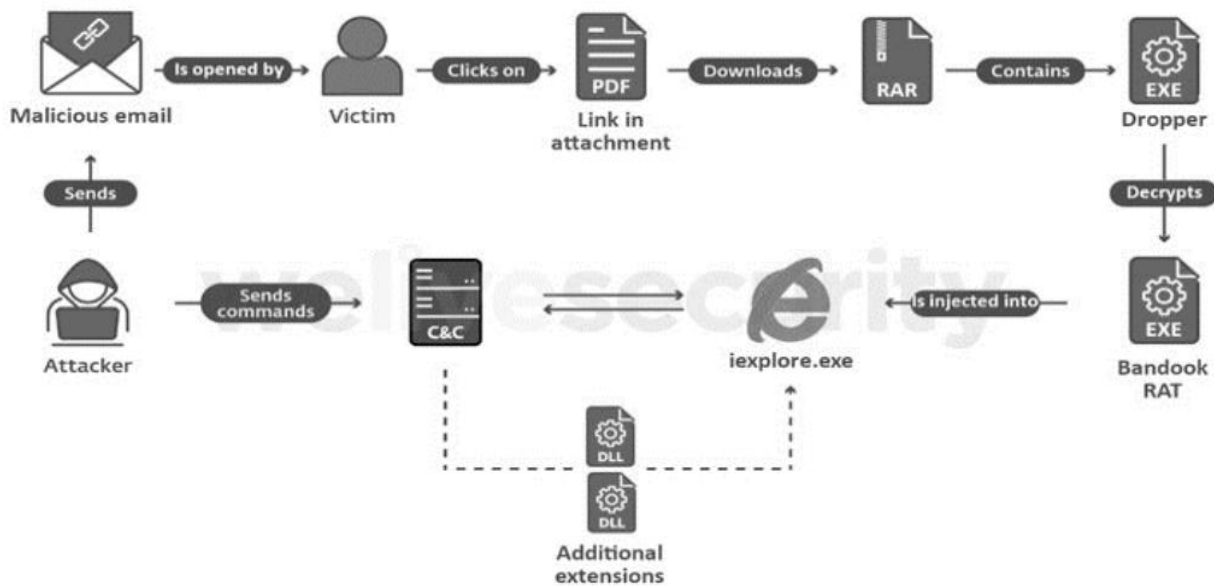 Is opened by
Clicks on
PDF
Downloads
RAR
Contains
EXE
Malicious email
Victim
Link in
attachment
Dropper
Sends
Decrypts
welivesecurity
Sends
commands
C&C
Is injected into
EXE
Attacker
iexplore.exe
Bandook
RAT
DLL
DLL
Additional
extensions